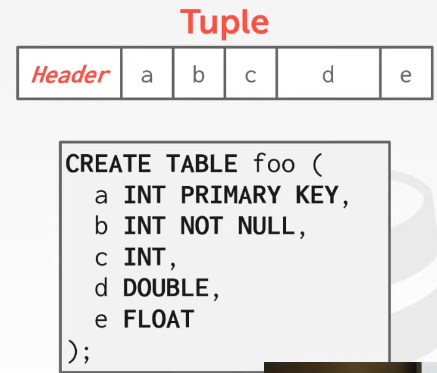 Tuple
Header a b c d e
CREATE TABLE foo (
a INT PRIMARY KEY,
b INT NOT NULL,
c INT,
d DOUBLE,
e FLOAT
);